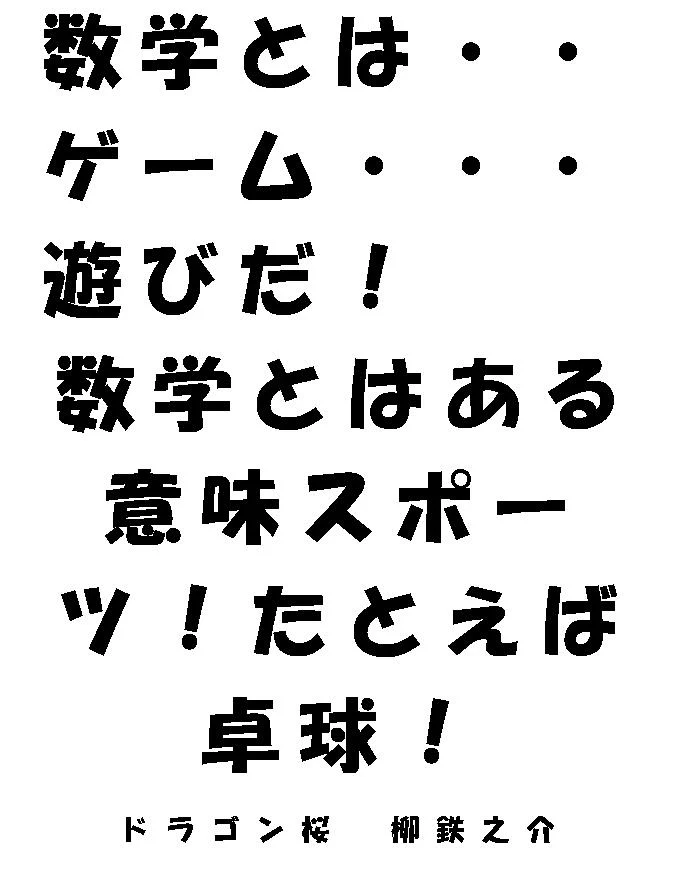 数学とは・・
ゲーム・・・
遊びだ！
数学とはある
意味スポー
ツ！たとえば
卓球！
ドラゴン桜　柳鉄之介